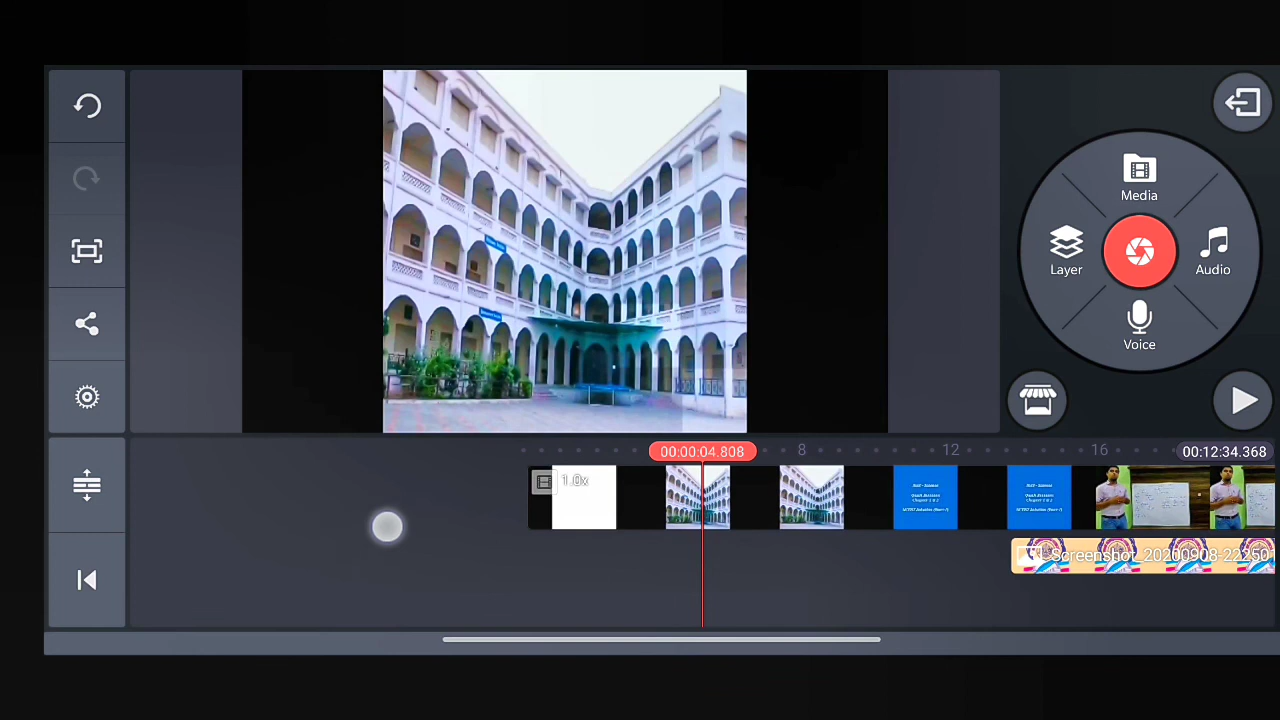 Media
Layer
Audio
Voice
00:00:04.808
8
12
16
00:12:34.368
1.0x
Screenshot_20200908-22250